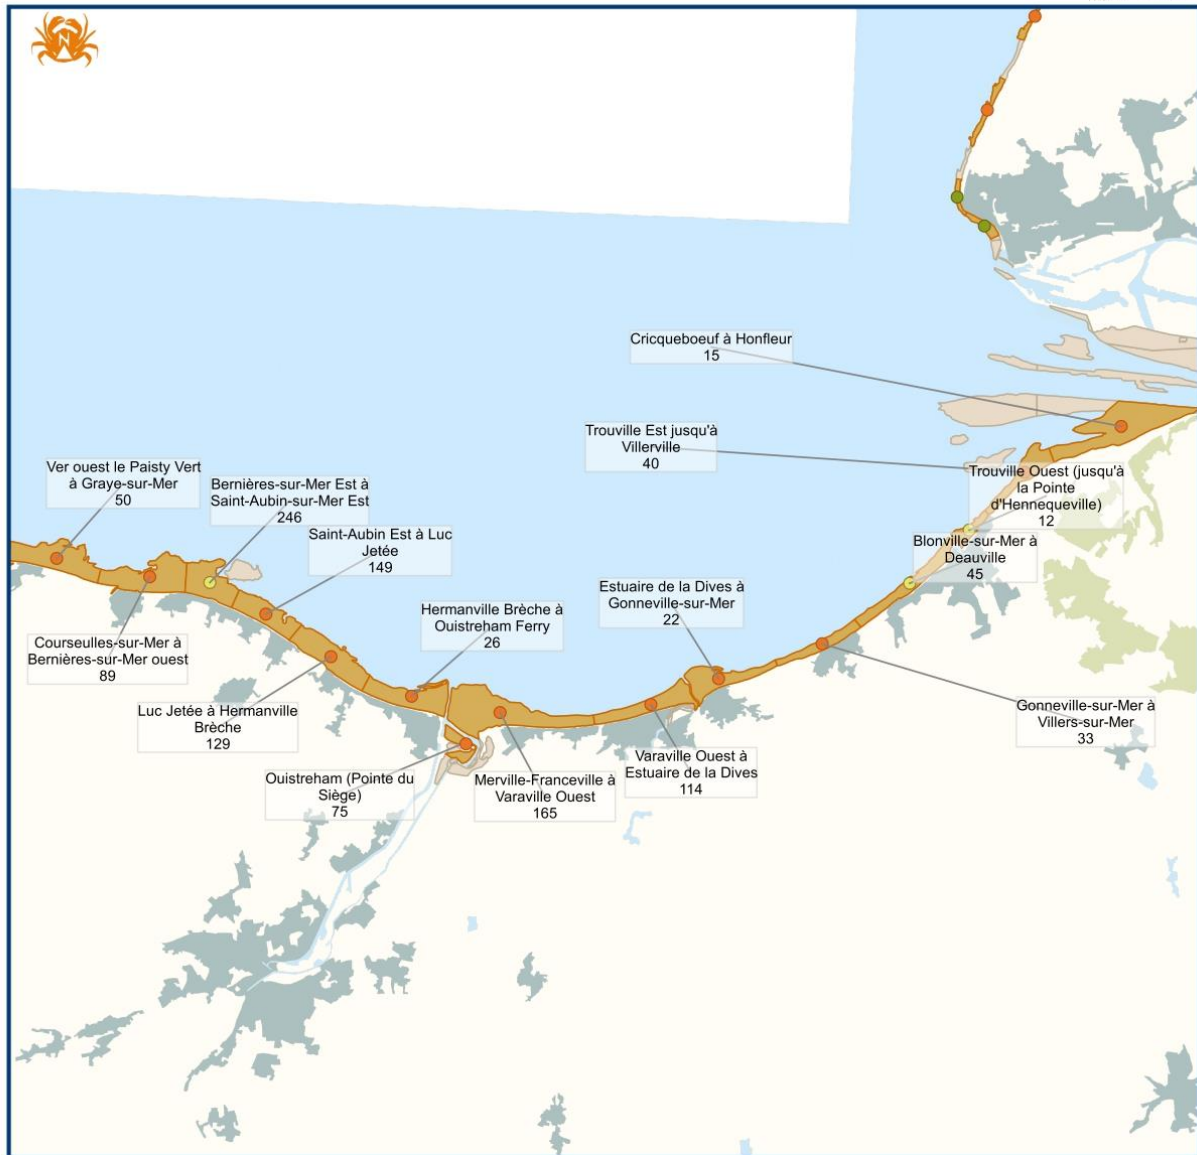 N
Cricqueboeuf à Honfleur
15
Trouville Est jusqu'à
Villerville
40
Trouville Ouest (jusqu'à
la Pointe
d'Hennequeville)
12
Blonville-sur-Mer à
Deauville
45
Ver ouest le Paisty Vert
à Graye-sur-Mer
50
Bernières-sur-Mer Est à
Saint-Aubin-sur-Mer Est
246
Saint-Aubin Est à Luc
Jetée
149
Hermanville Brèche à
Ouistreham Ferry
26
Estuaire de la Dives à
Gonneville-sur-Mer
22
Courseulles-sur-Mer à
Bernières-sur-Mer ouest
89
Luc Jetée à Hermanville
Brèche
129
Ouistreham (Pointe du
Siège)
75
Merville-Franceville à
Varaville Ouest
165
Varaville Ouest à
Estuaire de la Dives
114
Gonneville-sur-Mer à
Villers-sur-Mer
33